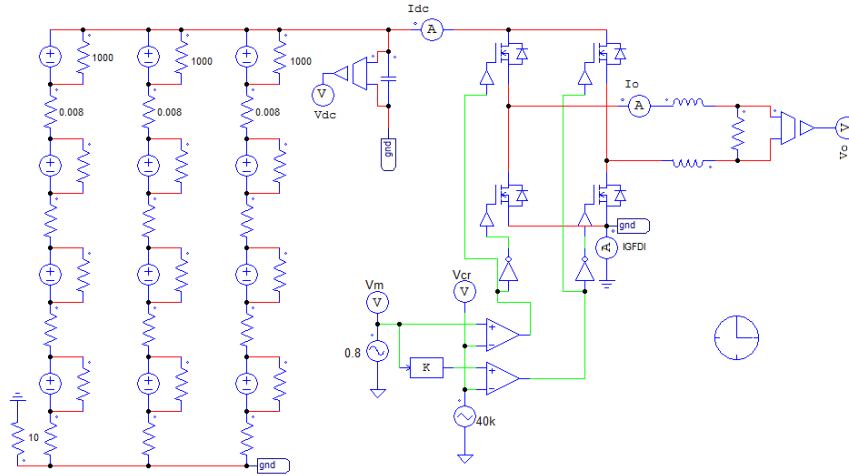 Idc
A
1000
1000
1000
V
Vdc
0.008
0.008
0.008
Io
A
V
Vo
gnd
gnd
A
IGFDI
Vcr
V
Vm
V
0.8
K
40k
10
gnd